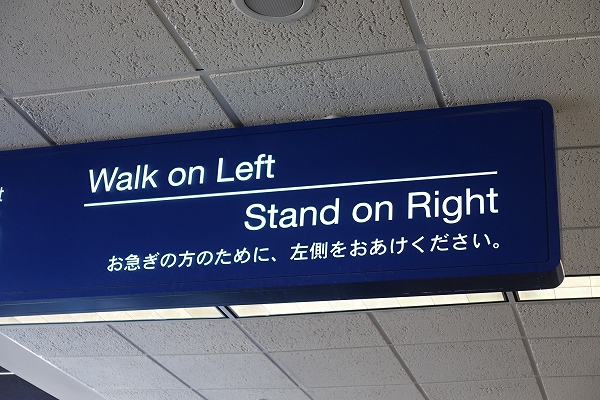 Walk on Left
Stand on Right
お急ぎの方のために、左側をおあけください。